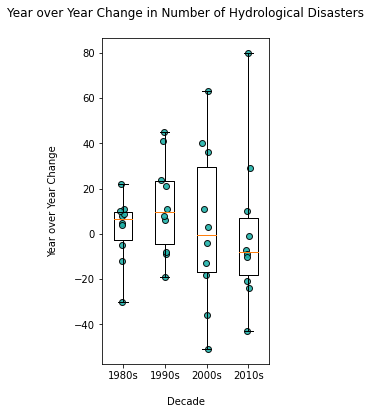 Year over Year Change in Number of Hydrological Disasters
80
60
40
20
0
−20
−40
Year over Year Change
1980s 1990s 2000s 2010s
Decade